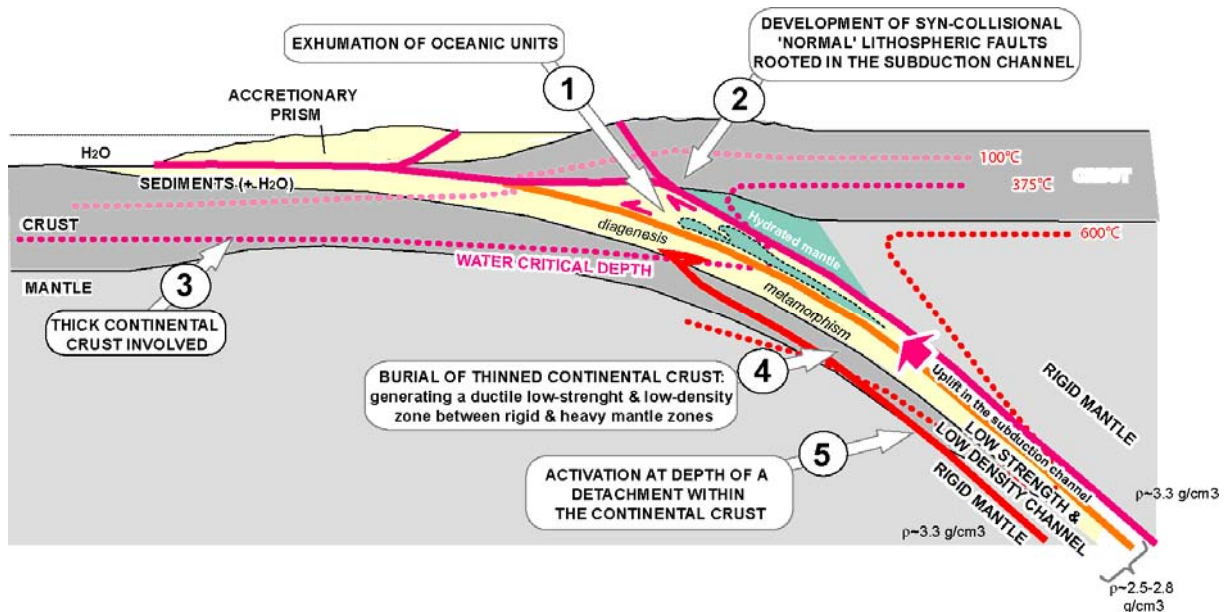 EXHUMATION OF OCEANIC UNITS
1
DEVELOPMENT OF SYN-COLLISIONAL
'NORMAL' LITHOSPHERIC FAULTS
ROOTED IN THE SUBDUCTION CHANNEL
2
ACCRETIONARY
PRISM
H2O
SEDIMENTS (+ H2O)
100°C
375°C
CRUST
600°C
Hydrated mantle
diagenesis
CRUST
WATER CRITICAL DEPTH
MANTLE
3
THICK CONTINENTAL
CRUST INVOLVED
metamorphism
4
BURIAL OF THINNED CONTINENTAL CRUST:
generating a ductile low-strenght & low-density
zone between rigid & heavy mantle zones
5
ACTIVATION AT DEPTH OF A
DETACHMENT WITHIN
THE CONTINENTAL CRUST
Uplift in the subduction channel
LOW STRENGTH &
LOW DENSITY CHANNEL
RIGID MANTLE
RIGID MANTLE
ρ~3.3 g/cm3
ρ~3.3 g/cm3
ρ~2.5-2.8
g/cm3